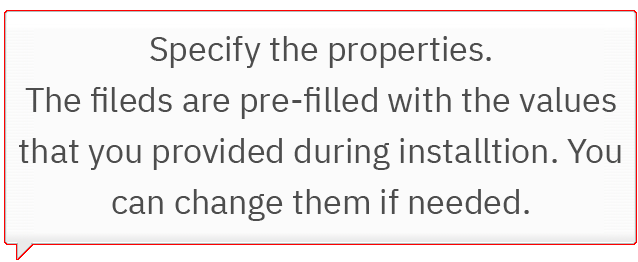 Specify the properties.
The fileds are pre-filled with the values
that you provided during installtion. You
can change them if needed.